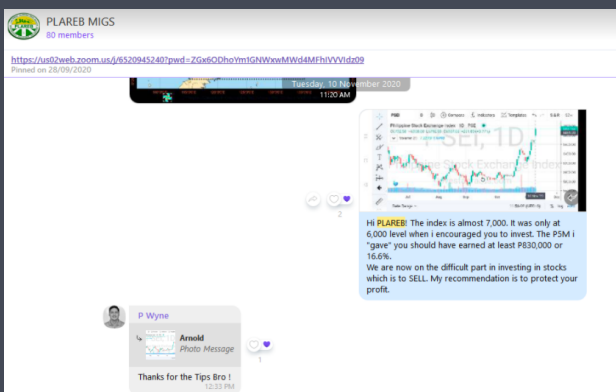 PLAREB MIGS
80 members
https://us02web.zoom.us/j/6520945240?pwd=ZGx6ODhoYm1GNWxwMWd4MFhIVVVIdz09
Pinned on 28/09/2020
Tuesday, 10 November 2020
11:20 AM
PSEI, 1D
Philippine Stock Exchange Index
2
Hi PLAREB! The index is almost 7,000. It was only at
6,000 level when i encouraged you to invest. The P5M i
"gave" you should have earned at least P830,000 or
16.6%.
We are now on the difficult part in investing in stocks
which is to SELL. My recommendation is to protect your
profit.
P Wyne
Arnold
Photo Message
1
Thanks for the Tips Bro !
12:33 PM